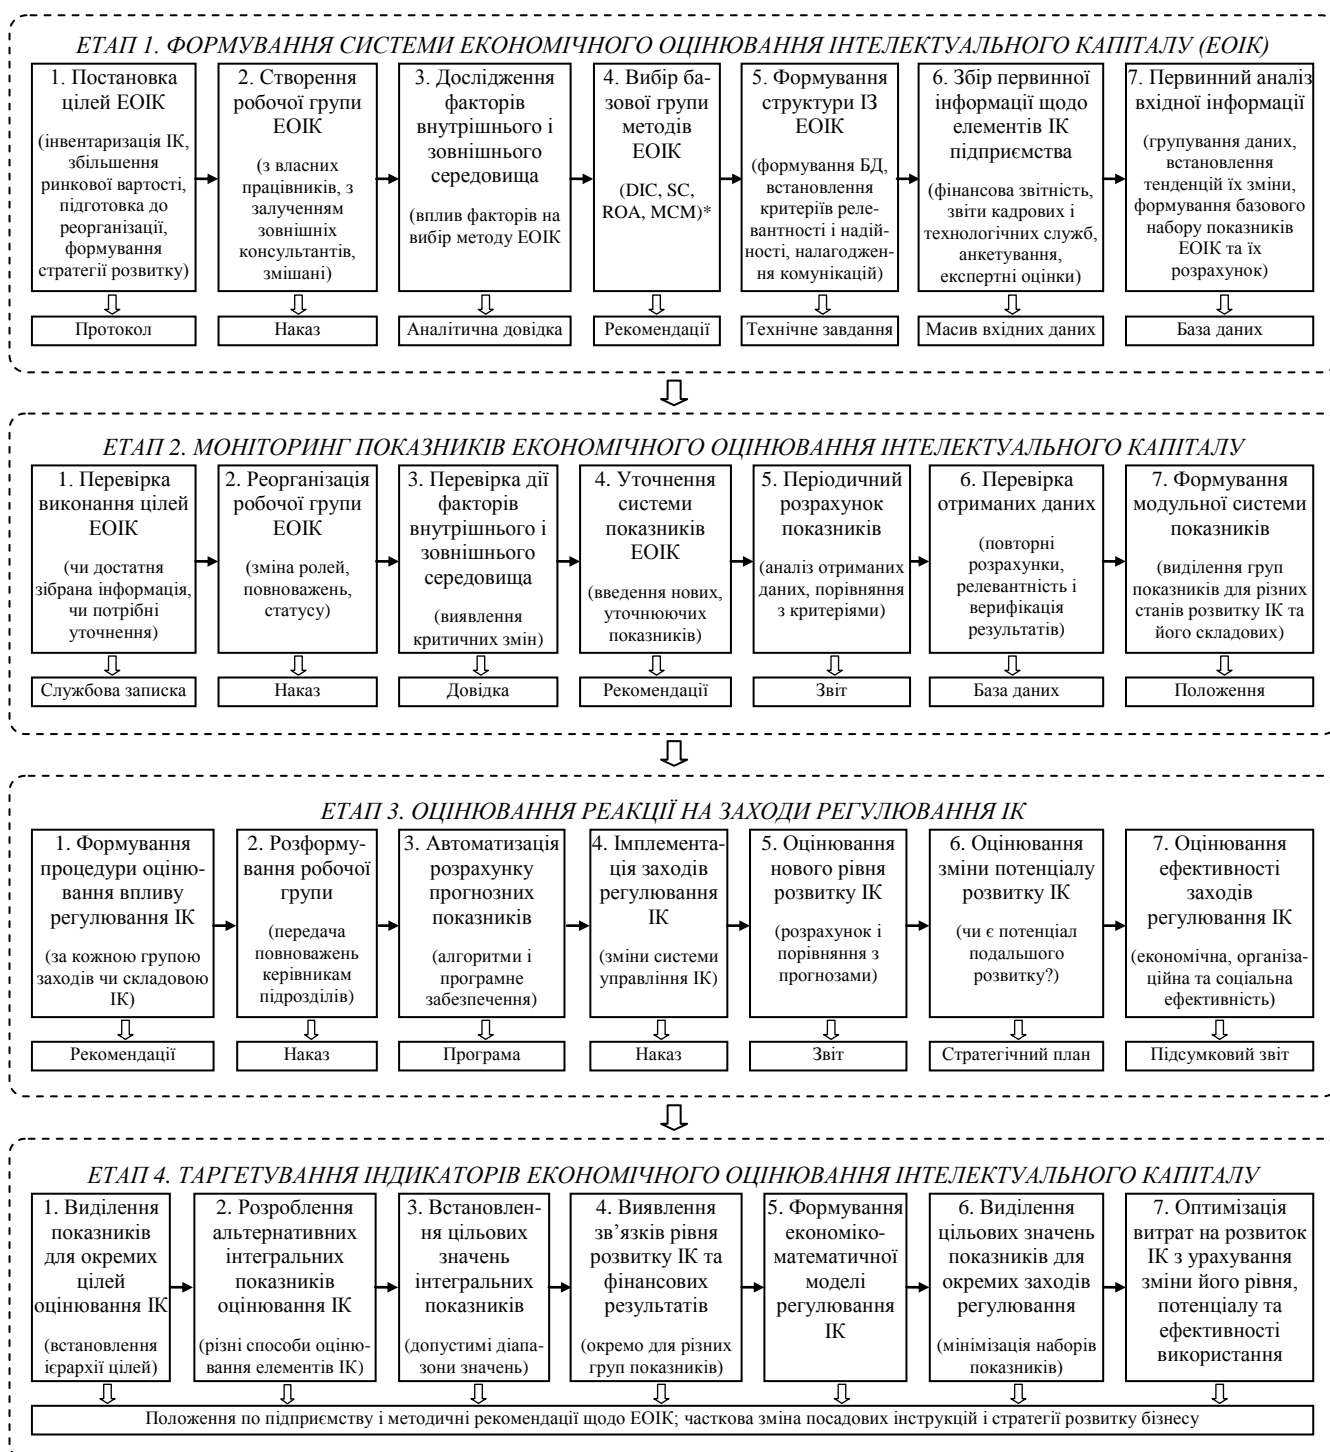 ЕТАП 1. ФОРМУВАННЯ СИСТЕМИ ЕКОНОМІЧНОГО ОЦІНЮВАННЯ ІНТЕЛЕКТУАЛЬНОГО КАПІТАЛУ (ЕОІК)
1. Постановка
цілей ЕОІК
(інвентаризація ІК,
збільшення
ринкової вартості,
підготовка до
реорганізації,
формування
стратегії розвитку)
Протокол
2. Створення
робочої групи
ЕОІК
(з власних
працівників, з
залученням
зовнішніх
консультантів,
змішані)
Наказ
3. Дослідження
факторів
внутрішнього і
зовнішнього
середовища
(вплив факторів на
вибір методу ЕОІК
Аналітична довідка
4. Вибір ба-
зової групи
методів
ЕОІК
(DIC, SC,
ROA, MCM)*
Рекомендації
5. Формування
структури ІЗ
ЕОІК
(формування БД,
встановлення
критеріїв реле-
вантності і надій-
ності, налагоджен-
ня комунікацій)
Технічне завдання
6. Збір первинної
інформації щодо
елементів ІК
підприємства
(фінансова звітність,
звіти кадрових і
технологічних служб,
анкетування,
експертні оцінки)
Масив вхідних даних
7. Первинний аналіз
вхідної інформації
(групування даних,
встановлення
тенденцій їх зміни,
формування базового
набору показників
ЕОІК та їх
розрахунок)
База даних
ЕТАП 2. МОНІТОРИНГ ПОКАЗНИКІВ ЕКОНОМІЧНОГО ОЦІНЮВАННЯ ІНТЕЛЕКТУАЛЬНОГО КАПІТАЛУ
1. Перевірка
виконання цілей
ЕОІК
(чи достатня
зібрана інформація,
чи потрібні
уточнення)
Службова записка
2. Реорганізація
робочої групи
ЕОІК
(зміна ролей,
повноважень,
статусу)
Наказ
3. Перевірка дії
факторів
внутрішнього і
зовнішнього
середовища
(виявлення
критичних змін)
Довідка
4. Уточнення
системи
показників
ЕОІК
(введення нових,
уточнюючих
показників)
Рекомендації
5. Періодичний
розрахунок
показників
(аналіз отриманих
даних, порівняння
з критеріями)
Звіт
6. Перевірка
отриманих даних
(повторні
розрахунки,
релевантність і
верифікація
результатів)
База даних
7. Формування
модульної системи
показників
(виділення груп
показників для різних
станів розвитку ІК та
його складових)
Положення
ЕТАП 3. ОЦІНЮВАННЯ РЕАКЦІЇ НА ЗАХОДИ РЕГУЛЮВАННЯ ІК
1. Формування
процедури оціню-
вання впливу
регулювання ІК
(за кожною групою
заходів чи складовою
ІК)
Рекомендації
2. Розформу-
вання робочої
групи
(передача
повноважень
керівникам
підрозділів)
Наказ
3. Автоматизація
розрахунку
прогнозних
показників
(алгоритми і
програмне
забезпечення)
Програма
4. Імплемента-
ція заходів
регулювання
ІК
(зміни системи
управління ІК)
Наказ
5. Оцінювання
нового рівня
розвитку ІК
(розрахунок і
порівняння з
прогнозами)
Звіт
6. Оцінювання
зміни потенціалу
розвитку ІК
(чи є потенціал
подальшого
розвитку?)
Стратегічний план
7. Оцінювання
ефективності
заходів
регулювання ІК
(економічна, організа-
ційна та соціальна
ефективність)
Підсумковий звіт
ЕТАП 4. ТАРГЕТУВАННЯ ІНДИКАТОРІВ ЕКОНОМІЧНОГО ОЦІНЮВАННЯ ІНТЕЛЕКТУАЛЬНОГО КАПІТАЛУ
1. Виділення
показників
для окремих
цілей
оцінювання ІК
(встановлення
ієрархії цілей)
2. Розроблення
альтернативних
інтегральних
показників
оцінювання ІК
(різні способи оціню-
вання елементів ІК)
3. Встановлен-
ня цільових
значень
інтегральних
показників
(допустимі діапа-
зони значень)
4. Виявлення
зв’язків рівня
розвитку ІК та
фінансових
результатів
(окремо для різних
груп показників)
5. Формування
економіко-
математичної
моделі
регулювання
ІК
6. Виділення
цільових значень
показників для
окремих заходів
регулювання
(мінімізація наборів
показників)
7. Оптимізація
витрат на розвиток
ІК з урахування
зміни його рівня,
потенціалу та
ефективності
використання
Положення по підприємству і методичні рекомендації щодо ЕОІК; часткова зміна посадових інструкцій і стратегії розвитку бізнесу